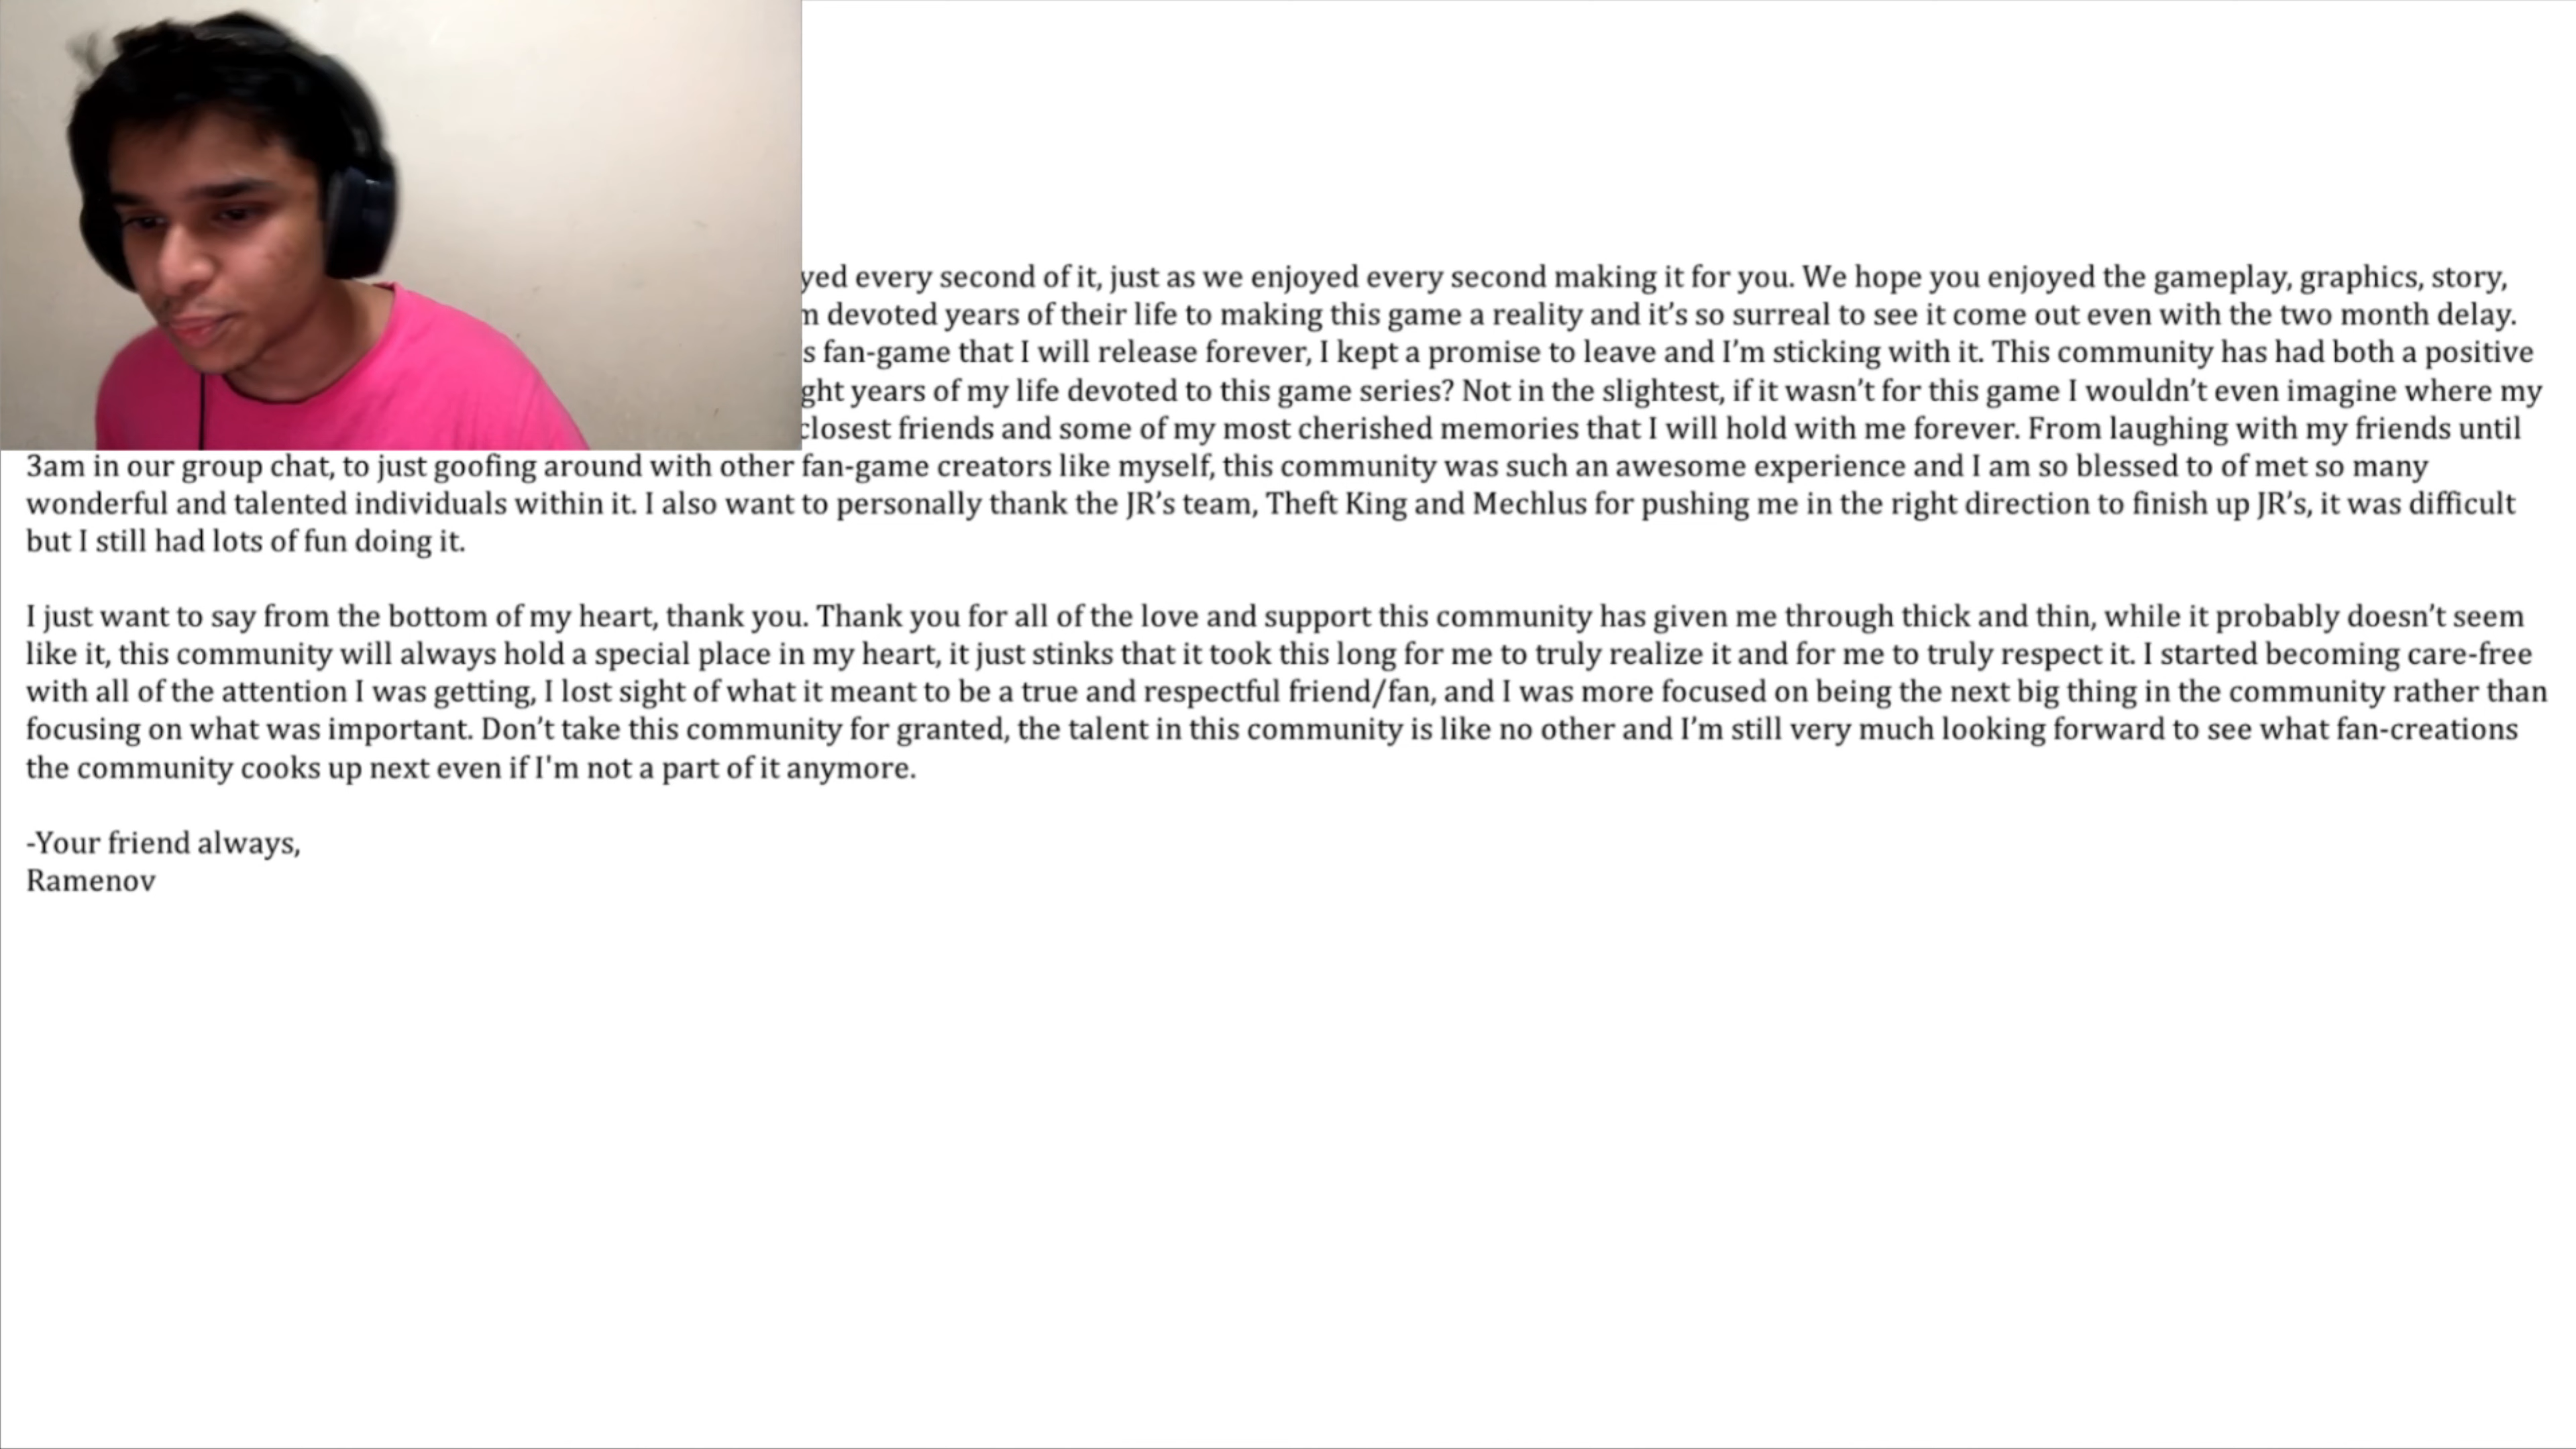 yed every second of it, just as we enjoyed every second making it for you. We hope you enjoyed the gameplay, graphics, story,
devoted years of their life to making this game a reality and it’s so surreal to see it come out even with the two month delay.
fan-game that I will release forever, I kept a promise to leave and I’m sticking with it. This community has had both a positive
ght years of my life devoted to this game series? Not in the slightest, if it wasn’t for this game I wouldn’t even imagine where my
closest friends and some of my most cherished memories that I will hold with me forever. From laughing with my friends until
3am in our group chat, to just goofing around with other fan-game creators like myself, this community was such an awesome experience and I am so blessed to of met so many
wonderful and talented individuals within it. I also want to personally thank the JR’s team, Theft King and Mechlus for pushing me in the right direction to finish up JR’s, it was difficult
but I still had lots of fun doing it.
I just want to say from the bottom of my heart, thank you. Thank you for all of the love and support this community has given me through thick and thin, while it probably doesn’t seem
like it, this community will always hold a special place in my heart, it just stinks that it took this long for me to truly realize it and for me to truly respect it. I started becoming care-free
with all of the attention I was getting, I lost sight of what it meant to be a true and respectful friend/fan, and I was more focused on being the next big thing in the community rather than
focusing on what was important. Don’t take this community for granted, the talent in this community is like no other and I’m still very much looking forward to see what fan-creations
the community cooks up next even if I'm not a part of it anymore.
-Your friend always,
Ramenov